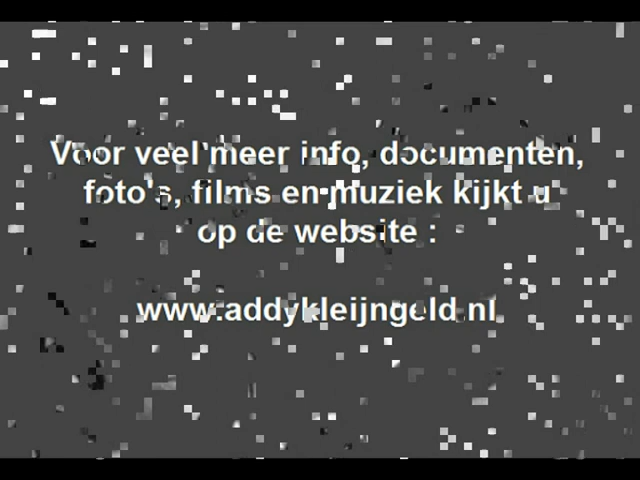 Voor veel meer info, documenten,
foto's, films en muziek kijkt u
op de website :
www.addykleijngeld.nl